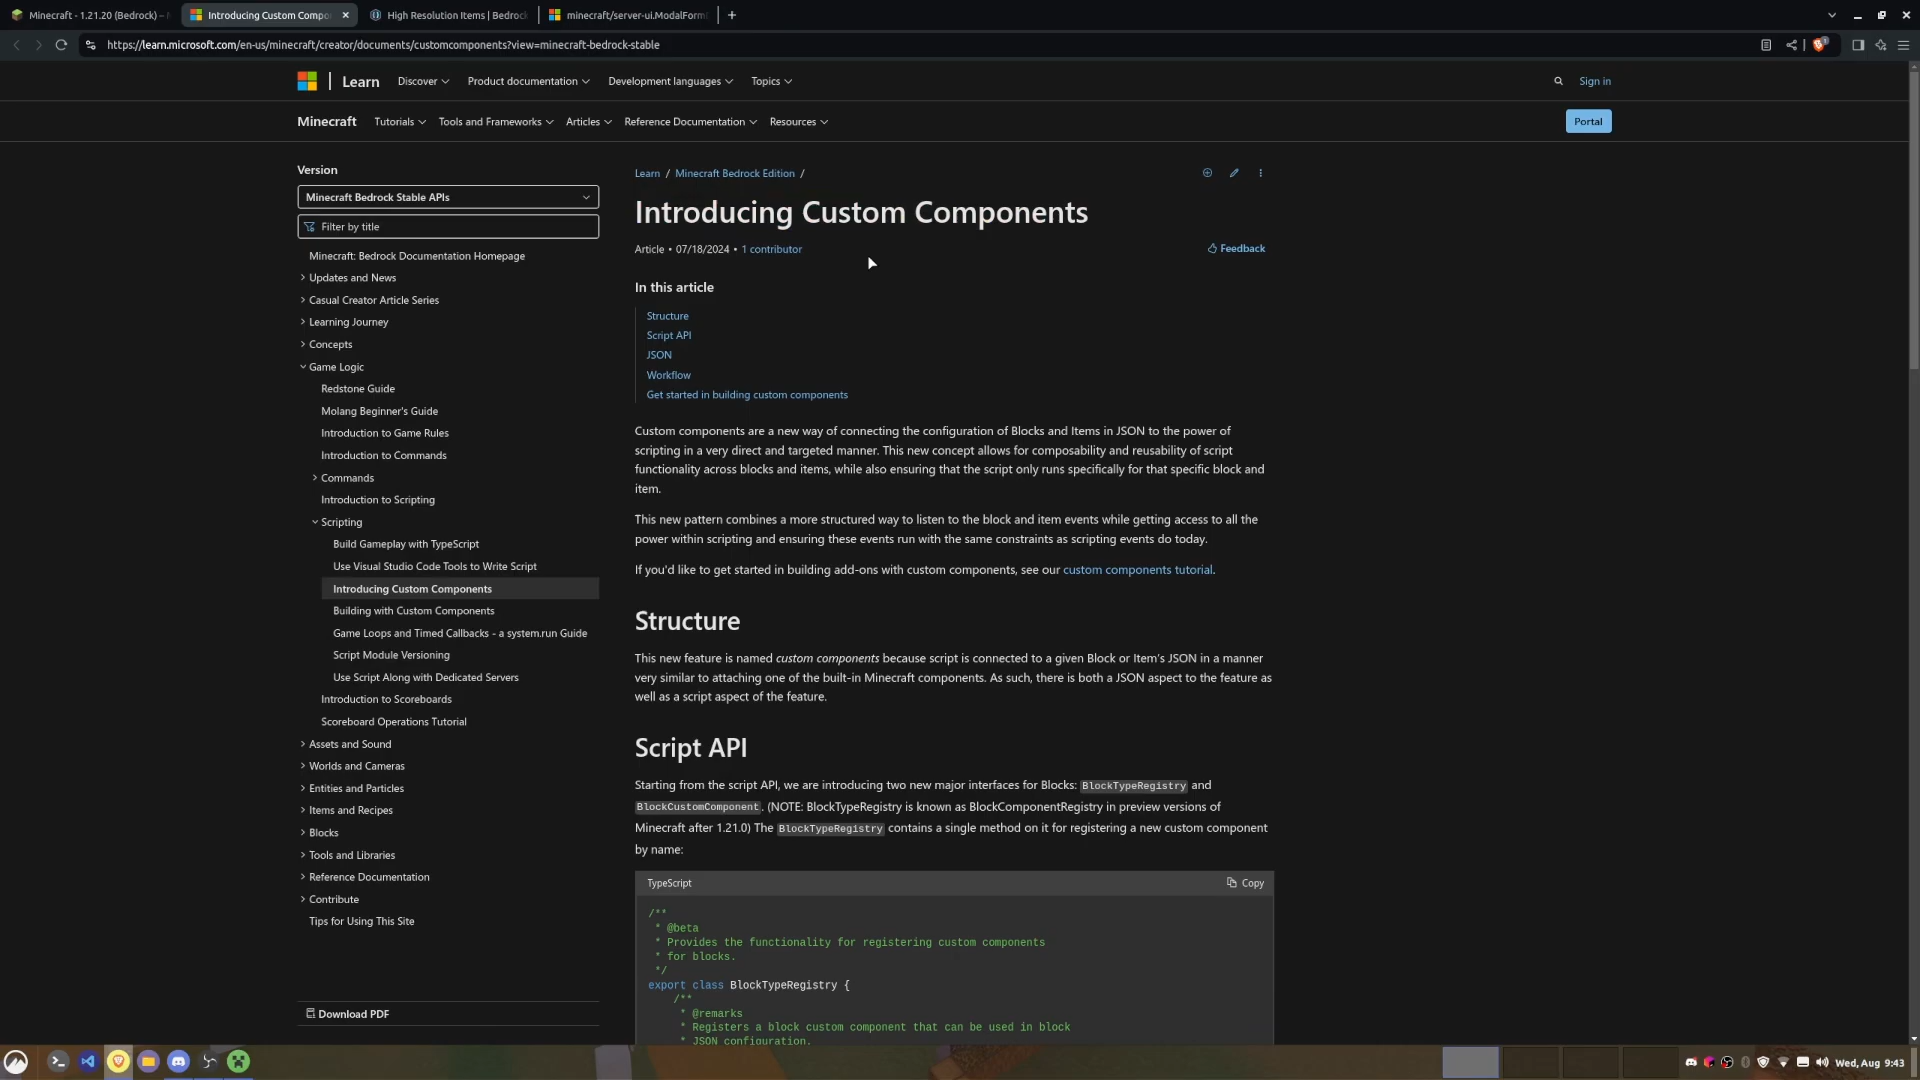 Minecraft - 1.21.20 (Bedrock) –
Introducing Custom Compo
High Resolution Items | Bedroc
minecraft/server-ui.ModalForm
https://learn.microsoft.com/en-us/minecraft/creator/documents/customcomponents?view=minecraft-bedrock-stable
Learn
Discover
Product documentation
Development languages
Topics
Sign in
Minecraft
Tutorials
Tools and Frameworks
Articles
Reference Documentation
Resources
Portal
Version
Minecraft Bedrock Stable APIs
Filter by title
Minecraft: Bedrock Documentation Homepage
Updates and News
Casual Creator Article Series
Learning Journey
Concepts
Game Logic
Redstone Guide
Molang Beginner's Guide
Introduction to Game Rules
Introduction to Commands
Commands
Introduction to Scripting
Scripting
Build Gameplay with TypeScript
Use Visual Studio Code Tools to Write Script
Introducing Custom Components
Building with Custom Components
Game Loops and Timed Callbacks - a system.run Guide
Script Module Versioning
Use Script Along with Dedicated Servers
Introduction to Scoreboards
Scoreboard Operations Tutorial
Assets and Sound
Worlds and Cameras
Entities and Particles
Items and Recipes
Blocks
Tools and Libraries
Reference Documentation
Contribute
Tips for Using This Site
Download PDF
Learn / Minecraft Bedrock Edition /
Introducing Custom Components
Article • 07/18/2024 • 1 contributor
Feedback
In this article
Structure
Script API
JSON
Workflow
Get started in building custom components
Custom components are a new way of connecting the configuration of Blocks and Items in JSON to the power of
scripting in a very direct and targeted manner. This new concept allows for composability and reusability of script
functionality across blocks and items, while also ensuring that the script only runs specifically for that specific block and
item.
This new pattern combines a more structured way to listen to the block and item events while getting access to all the
power within scripting and ensuring these events run with the same constraints as scripting events do today.
If you'd like to get started in building add-ons with custom components, see our custom components tutorial.
Structure
This new feature is named custom components because script is connected to a given Block or Item's JSON in a manner
very similar to attaching one of the built-in Minecraft components. As such, there is both a JSON aspect to the feature as
well as a script aspect of the feature.
Script API
Starting from the script API, we are introducing two new major interfaces for Blocks: BlockTypeRegistry and
BlockCustomComponent. (NOTE: BlockTypeRegistry is known as BlockComponentRegistry in preview versions of
Minecraft after 1.21.0) The BlockTypeRegistry contains a single method on it for registering a new custom component
by name:
TypeScript
Copy
/**
* @beta
* Provides the functionality for registering custom components
* for blocks.
*/
export class BlockTypeRegistry {
/**
* @remarks
* Registers a block custom component that can be used in block
* JSON configuration.
Wed, Aug 9:43